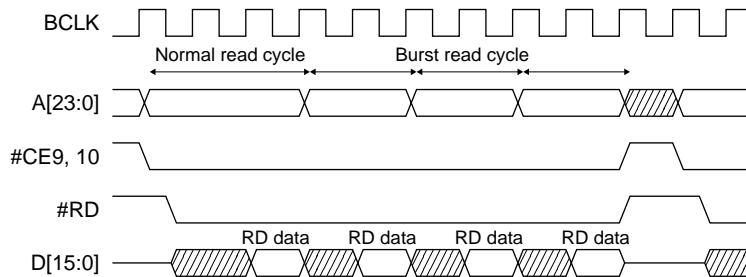 BCLK
Normal read cycle Burst read cycle
A[23:0]
#CE9, 10
#RD
RD data RD data RD data RD data
D[15:0]